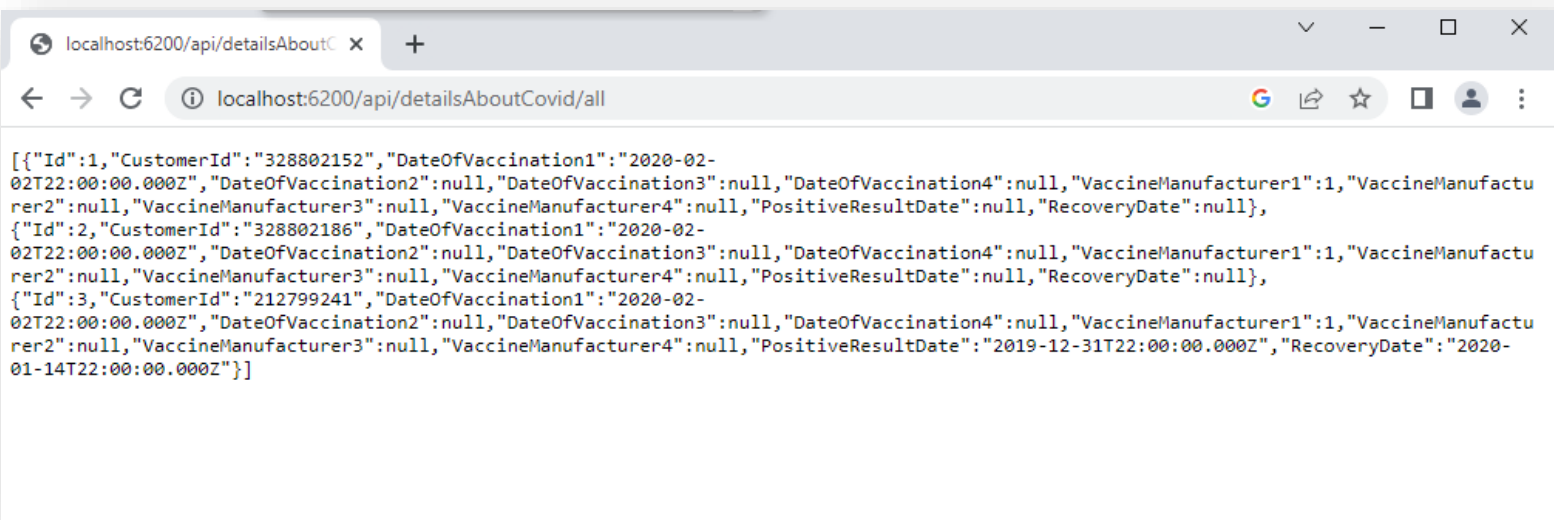 localhost:6200/api/detailsAboutC
localhost:6200/api/detailsAboutCovid/all
[{"Id":1,"CustomerId":"328802152","DateOfVaccination1":"2020-02-
02T22:00:00.000Z","DateOfVaccination2":null,"DateOfVaccination3":null,"DateOfVaccination4":null,"VaccineManufacturer1":1,"VaccineManufactu
rer2":null,"VaccineManufacturer3":null,"VaccineManufacturer4":null,"PositiveResultDate":null,"RecoveryDate":null},
{"Id":2,"CustomerId":"328802186","DateOfVaccination1":"2020-02-
02T22:00:00.000Z","DateOfVaccination2":null,"DateOfVaccination3":null,"DateOfVaccination4":null,"VaccineManufacturer1":1,"VaccineManufactu
rer2":null,"VaccineManufacturer3":null,"VaccineManufacturer4":null,"PositiveResultDate":null,"RecoveryDate":null},
{"Id":3,"CustomerId":"212799241","DateOfVaccination1":"2020-02-
02T22:00:00.000Z","DateOfVaccination2":null,"DateOfVaccination3":null,"DateOfVaccination4":null,"VaccineManufacturer1":1,"VaccineManufactu
rer2":null,"VaccineManufacturer3":null,"VaccineManufacturer4":null,"PositiveResultDate":"2019-12-31T22:00:00.000Z","RecoveryDate":"2020-
01-14T22:00:00.000Z"}]